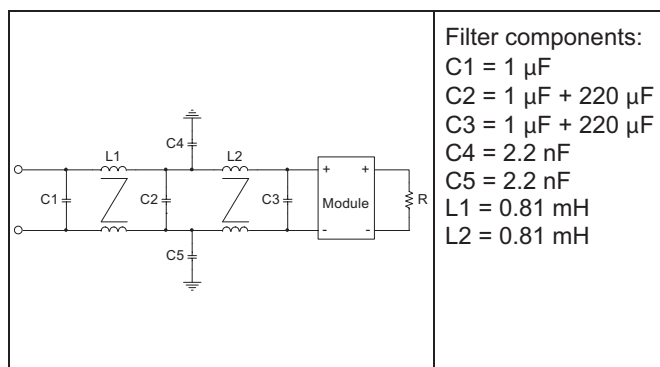 Filter components:
C1 = 1 µF
C2 = 1 µF + 220 µF
C3 = 1 µF + 220 µF
C4 = 2.2 nF
C5 = 2.2 nF
L1 = 0.81 mH
L2 = 0.81 mH
C4
L1
L2
+ +
C1
C2
C3
Module
R
- -
C5